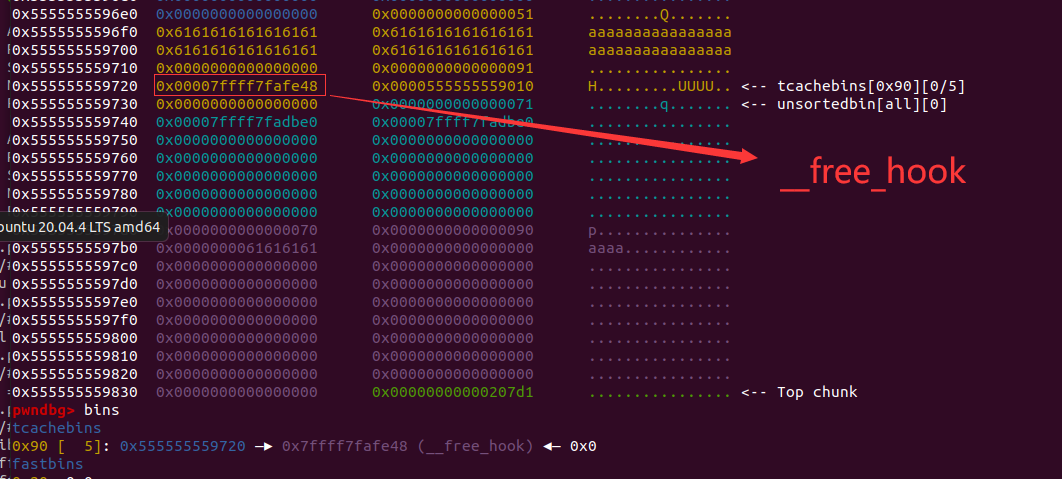 0x5555555596e0 0x0000000000000000 0x0000000000000051 ........Q.......
0x5555555596f0 0x6161616161616161 0x6161616161616161 aaaaaaaaaaaaaaaa
0x555555559700 0x6161616161616161 0x6161616161616161 aaaaaaaaaaaaaaaa
0x555555559710 0x0000000000000000 0x0000000000000091 ................
0x555555559720 0x00007ffff7fafe48 0x0000555555559010 H.........UUUU.. <-- tcachebins[0x90][0/5]
0x555555559730 0x0000000000000000 0x0000000000000071 ........q....... <-- unsortedbin[all][0]
0x555555559740 0x00007ffff7fadbe0 0x00007ffff7fadbe0 ................
0x555555559750 0x0000000000000000 0x0000000000000000 ................
0x555555559760 0x0000000000000000 0x0000000000000000 ................
0x555555559770 0x0000000000000000 0x0000000000000000 ................
0x555555559780 0x0000000000000000 0x0000000000000000 ................
0x0000000000000000 0x0000000000000000 ................
__free_hook
buntu 20.04.4 LTS amd64
0x0000000000000070 0x0000000000000090 p...............
0x5555555597b0 0x0000000061616161 0x0000000000000000 aaaa............
0x5555555597c0 0x0000000000000000 0x0000000000000000 ................
0x5555555597d0 0x0000000000000000 0x0000000000000000 ................
0x5555555597e0 0x0000000000000000 0x0000000000000000 ................
0x5555555597f0 0x0000000000000000 0x0000000000000000 ................
0x555555559800 0x0000000000000000 0x0000000000000000 ................
0x555555559810 0x0000000000000000 0x0000000000000000 ................
0x555555559820 0x0000000000000000 0x0000000000000000 ................
0x555555559830 0x0000000000000000 0x00000000000207d1 ................ <-- Top chunk
pwndbg> bins
tcachebins
0x90 [  5]: 0x555555559720 —▸ 0x7ffff7fafe48 (__free_hook) ◂— 0x0
fastbins